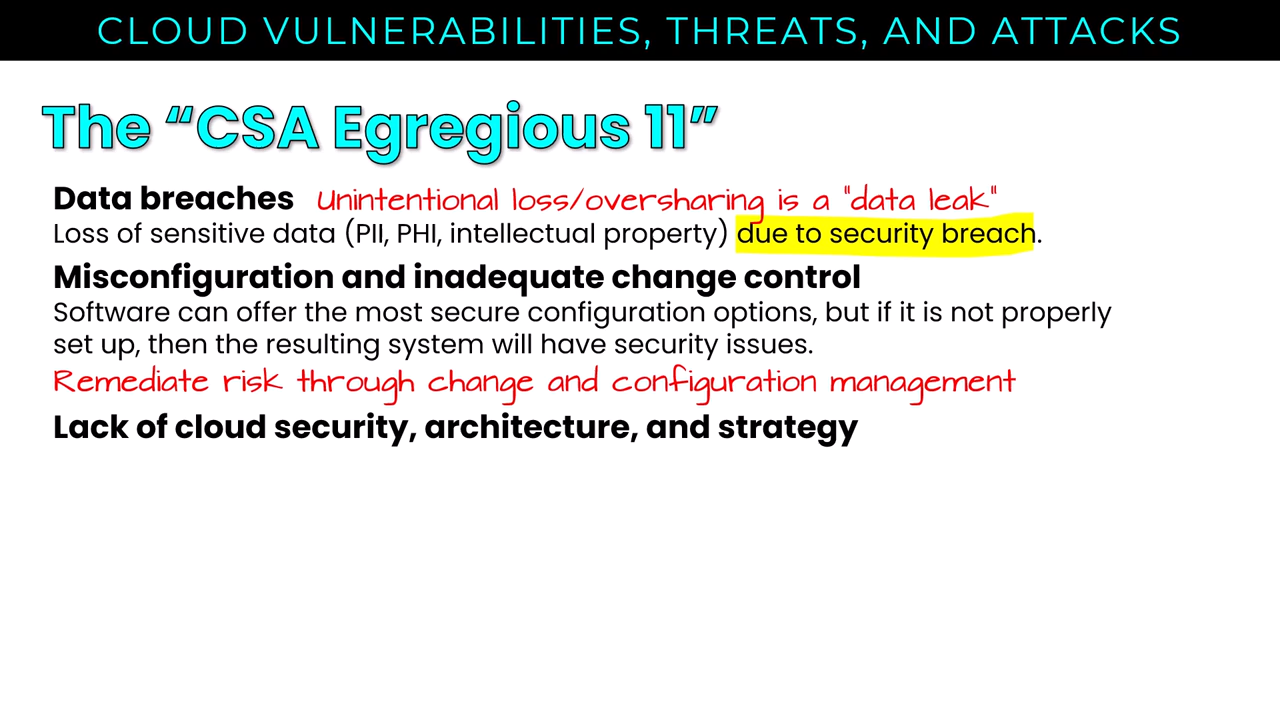 CLOUD VULNERABILITIES, THREATS, AND ATTACKS
The “CSA Egregious 11”
Data breaches Unintentional loss/oversharing is a "data leak"
Loss of sensitive data (PII, PHI, intellectual property) due to security breach.
Misconfiguration and inadequate change control
Software can offer the most secure configuration options, but if it is not properly
set up, then the resulting system will have security issues.
Remediate risk through change and configuration management
Lack of cloud security, architecture, and strategy